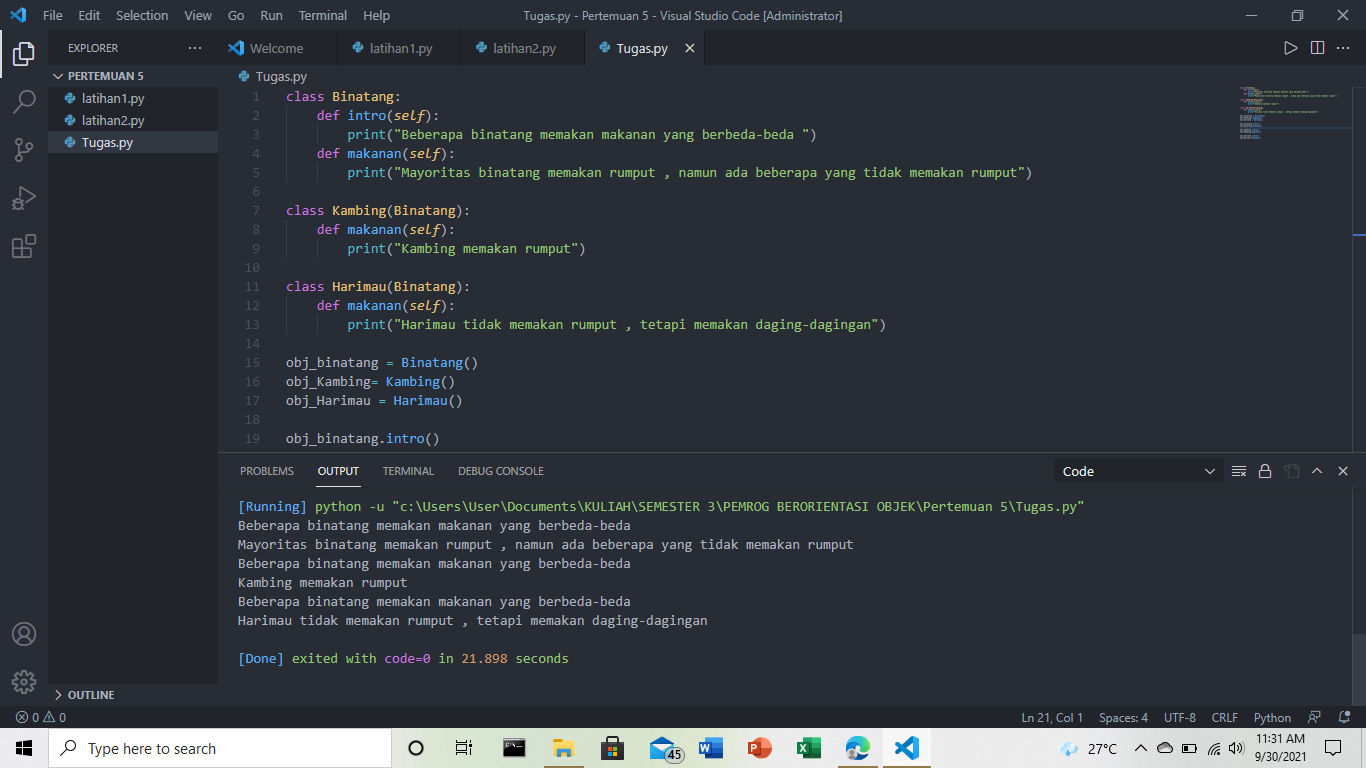 File Edit Selection View Go Run Terminal Help Tugas.py - Pertemuan 5 - Visual Studio Code [Administrator]
EXPLORER ··· Welcome latihan1.py latihan2.py Tugas.py
PERTEMUAN 5
latihan1.py
latihan2.py
Tugas.py
Tugas.py
1 class Binatang:
2     def intro(self):
3         print("Beberapa binatang memakan makanan yang berbeda-beda ")
4     def makanan(self):
5         print("Mayoritas binatang memakan rumput , namun ada beberapa yang tidak memakan rumput")
6
7 class Kambing(Binatang):
8     def makanan(self):
9         print("Kambing memakan rumput")
10
11 class Harimau(Binatang):
12     def makanan(self):
13         print("Harimau tidak memakan rumput , tetapi memakan daging-dagingan")
14
15 obj_binatang = Binatang()
16 obj_Kambing= Kambing()
17 obj_Harimau = Harimau()
18
19 obj_binatang.intro()
PROBLEMS OUTPUT TERMINAL DEBUG CONSOLE Code
[Running] python -u "c:\Users\User\Documents\KULIAH\SEMESTER 3\PEMROG BERORIENTASI OBJEK\Pertemuan 5\Tugas.py"
Beberapa binatang memakan makanan yang berbeda-beda
Mayoritas binatang memakan rumput , namun ada beberapa yang tidak memakan rumput
Beberapa binatang memakan makanan yang berbeda-beda
Kambing memakan rumput
Beberapa binatang memakan makanan yang berbeda-beda
Harimau tidak memakan rumput , tetapi memakan daging-dagingan
[Done] exited with code=0 in 21.898 seconds
OUTLINE
0 0 Ln 21, Col 1 Spaces: 4 UTF-8 CRLF Python
Type here to search 45 27°C 11:31 AM
9/30/2021